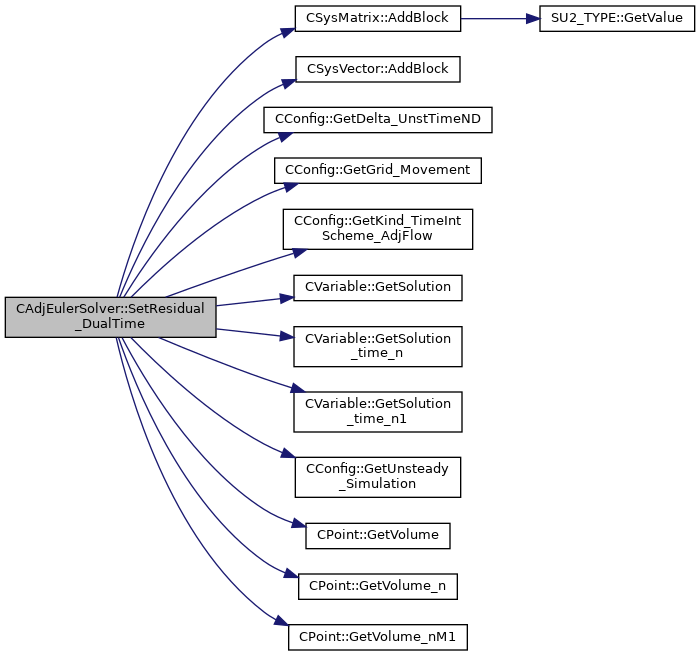 CSysMatrix::AddBlock
SU2_TYPE::GetValue
CSysVector::AddBlock
CConfig::GetDelta_UnstTimeND
CConfig::GetGrid_Movement
CConfig::GetKind_TimeInt
Scheme_AdjFlow
CVariable::GetSolution
CAdjEulerSolver::SetResidual
_DualTime
CVariable::GetSolution
_time_n
CVariable::GetSolution
_time_n1
CConfig::GetUnsteady
_Simulation
CPoint::GetVolume
CPoint::GetVolume_n
CPoint::GetVolume_nM1